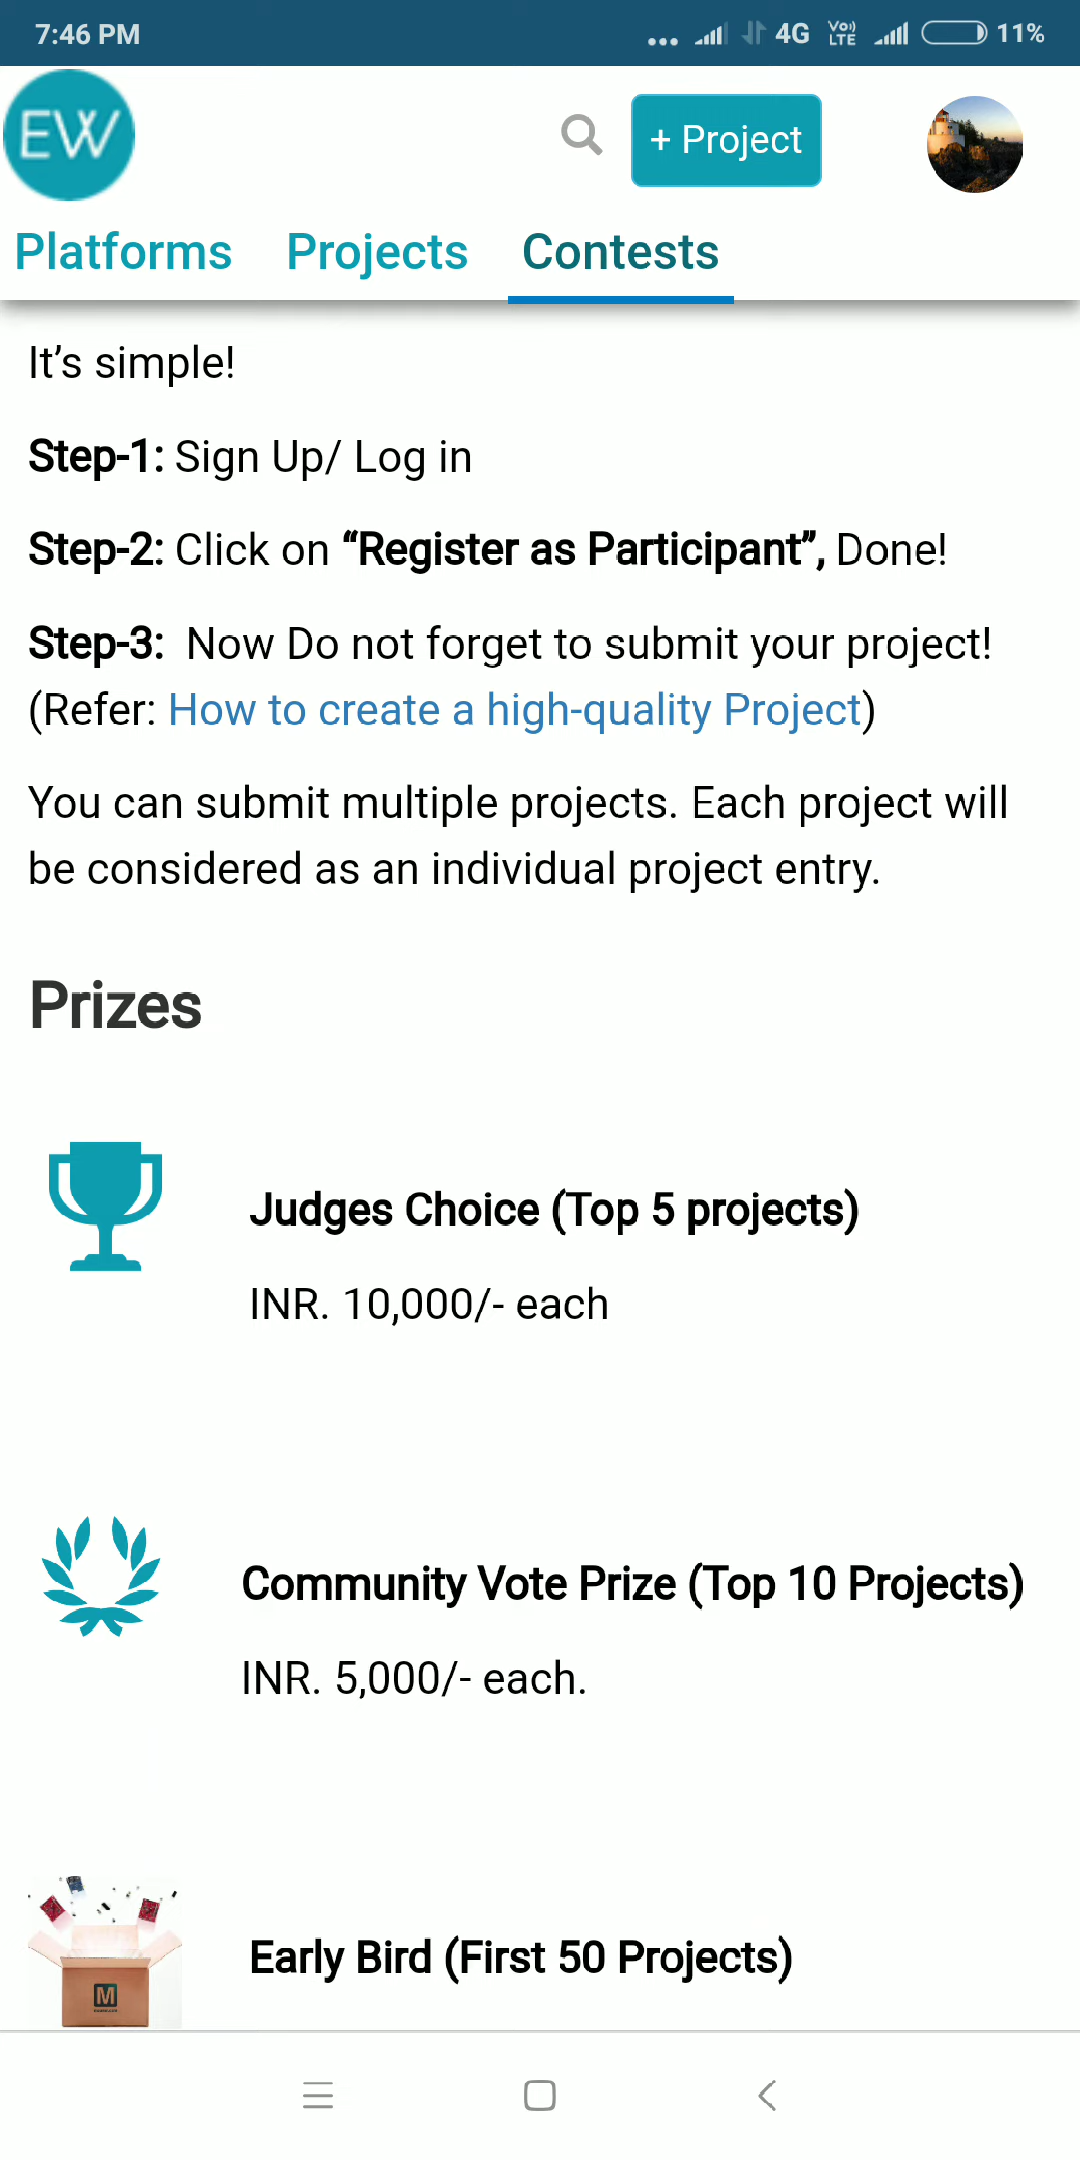 7:46 PM
4G VO) LTE 11%
EW
+ Project
Platforms Projects Contests
It's simple!
Step-1: Sign Up/ Log in
Step-2: Click on “Register as Participant”, Done!
Step-3: Now Do not forget to submit your project!
(Refer: How to create a high-quality Project)
You can submit multiple projects. Each project will
be considered as an individual project entry.
Prizes
Judges Choice (Top 5 projects)
INR. 10,000/- each
Community Vote Prize (Top 10 Projects)
INR. 5,000/- each.
Early Bird (First 50 Projects)
M